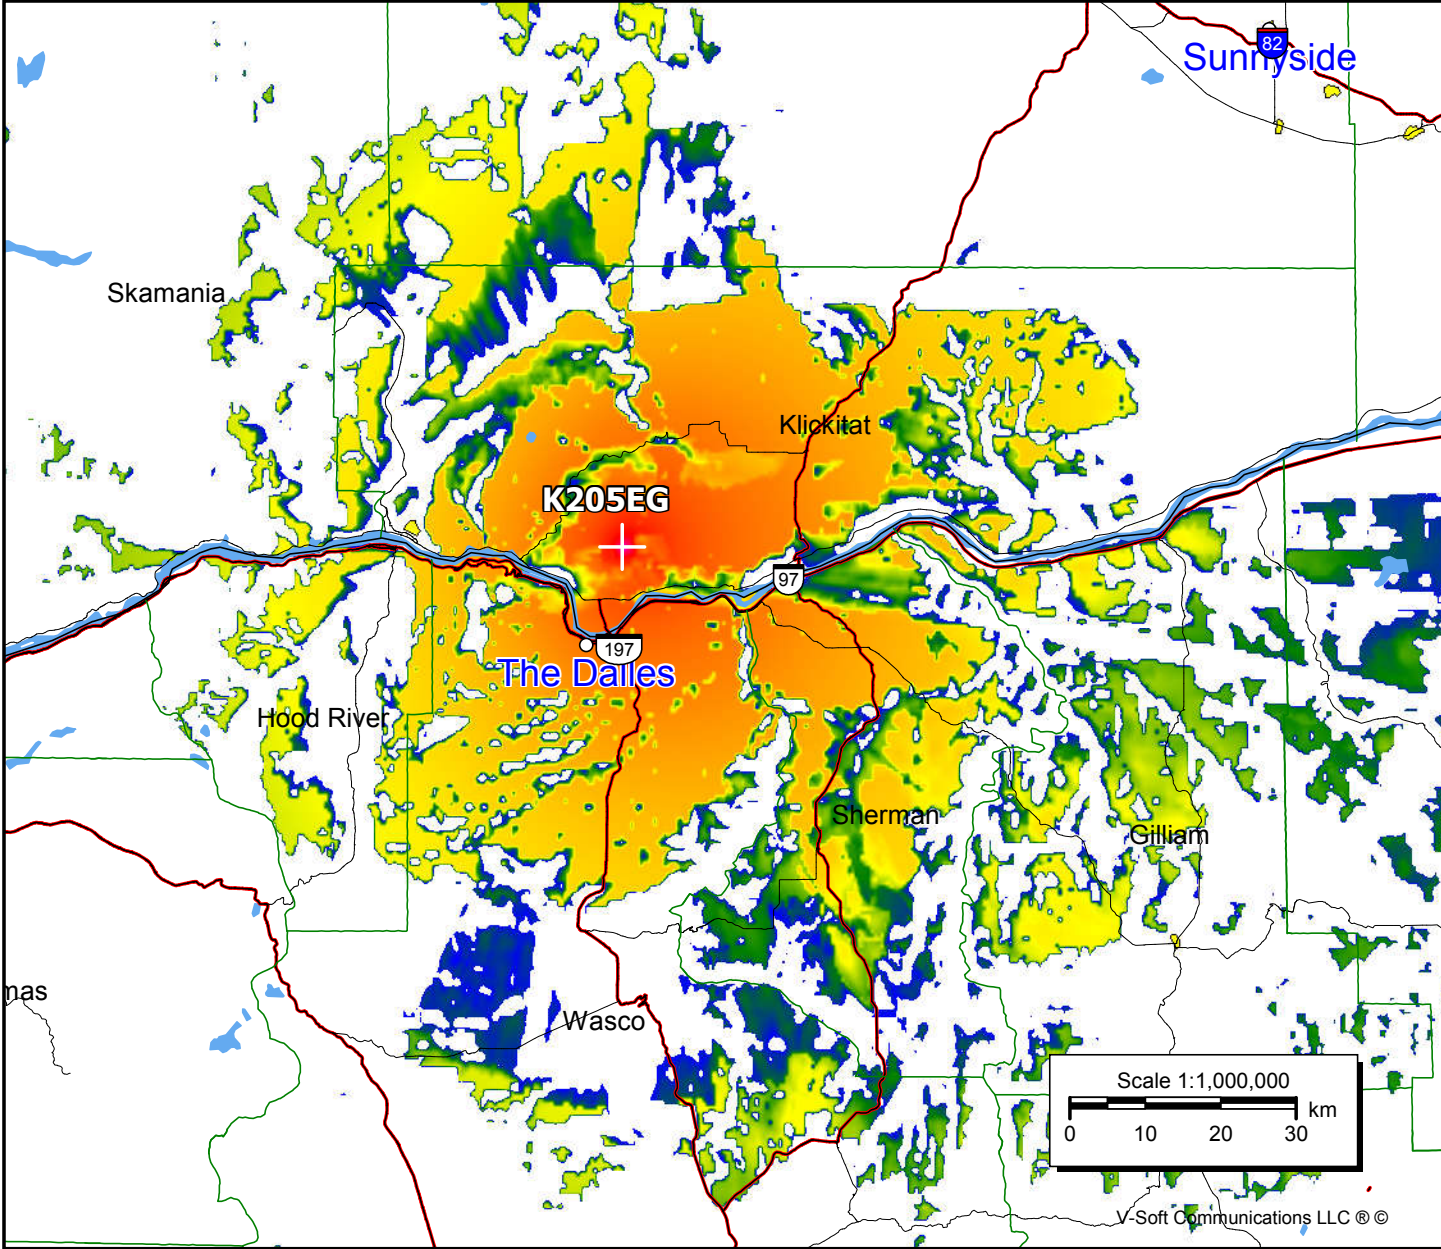 82
Sunnyside
Skamania
Klickitat
K205EG
97
197
The Dalles
Hood River
Sherman
Gilliam
mas
Wasco
Scale 1:1,000,000
km
0 10 20 30
V-Soft Communications LLC ® ©